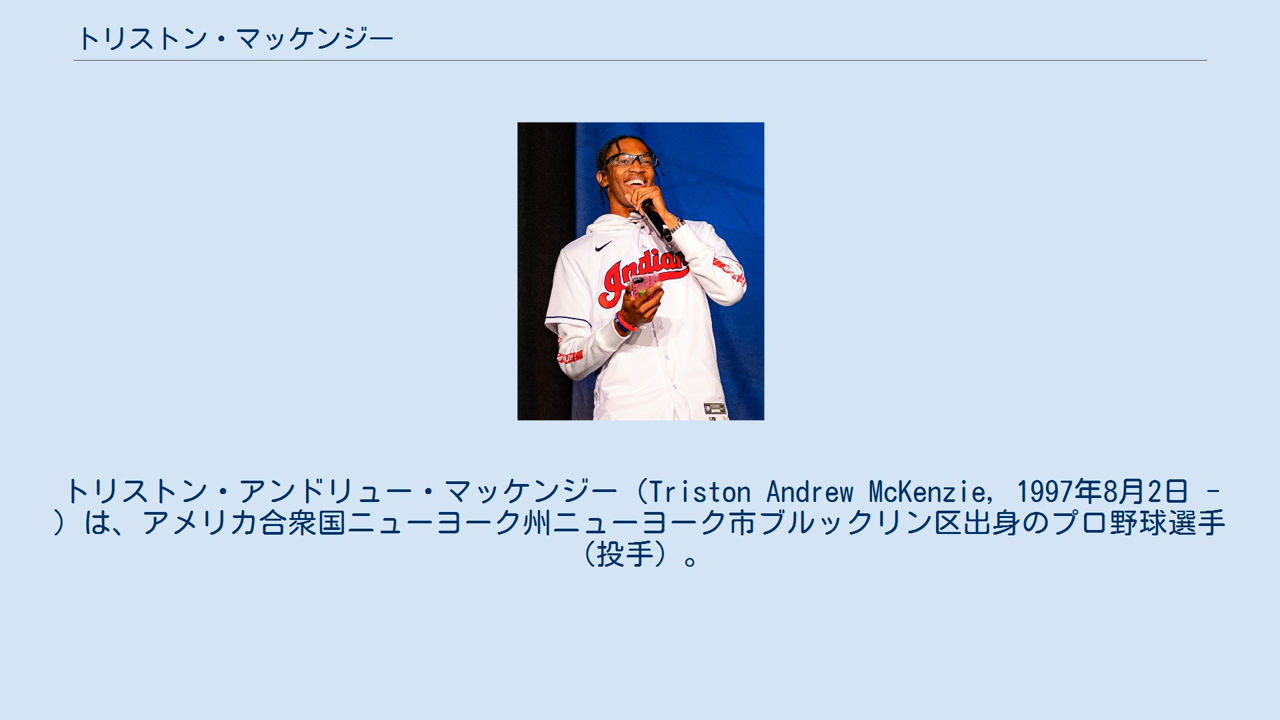 トリストン・マッケンジー
Indians
トリストン・アンドリュー・マッケンジー（Triston Andrew McKenzie, 1997年8月2日 -
）は、アメリカ合衆国ニューヨーク州ニューヨーク市ブルックリン区出身のプロ野球選手
（投手）。